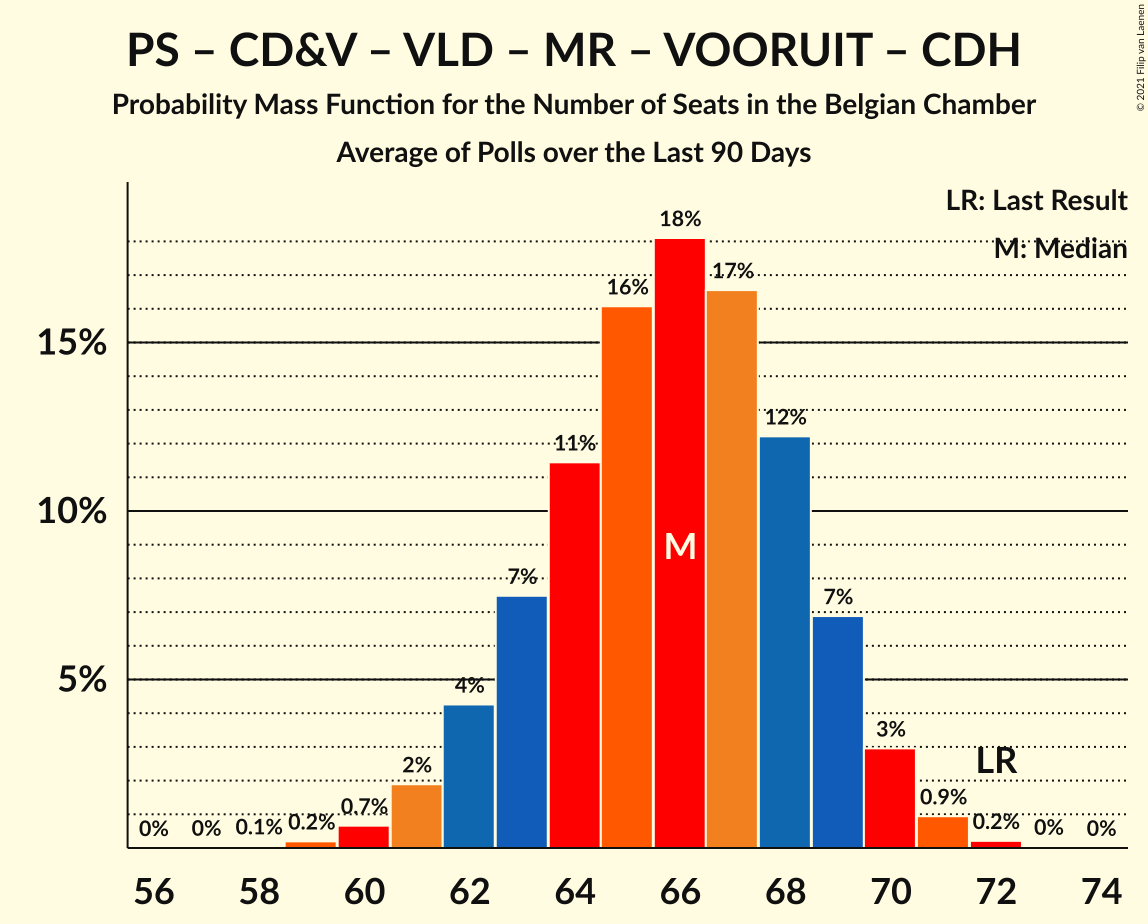 PS – CD&V – VLD – MR – VOORUIT – CDH
Probability Mass Function for the Number of Seats in the Belgian Chamber
Average of Polls over the Last 90 Days
© 2021 Filip van Laenen
LR: Last Result
M: Median
15%
10%
5%
0% 0% 0.1% 0.2% 0.7% 2% 4% 7% 11% 16% 18% 17% 12% 7% 3% 0.9% 0.2% 0% 0%
M
LR
56 58 60 62 64 66 68 70 72 74